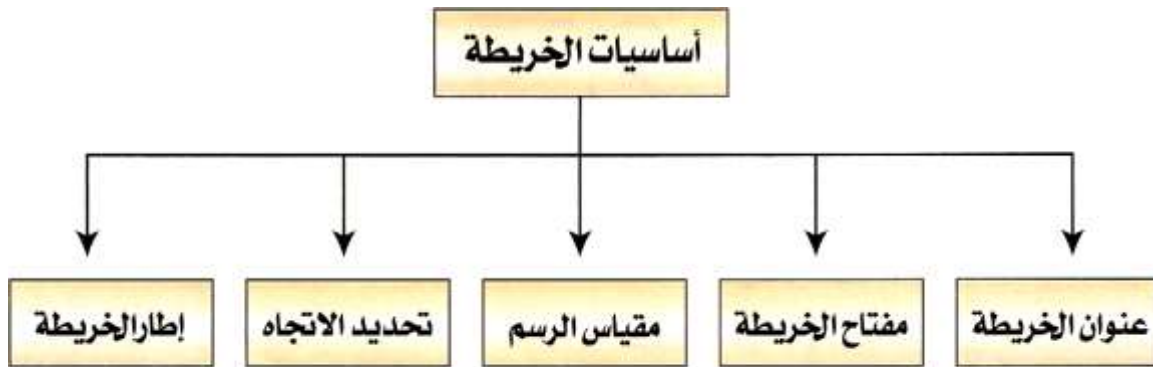 أساسيات الخريطة
عنوان الخريطة
مفتاح الخريطة
مقياس الرسم
تحديد الاتجاه
إطار الخريطة